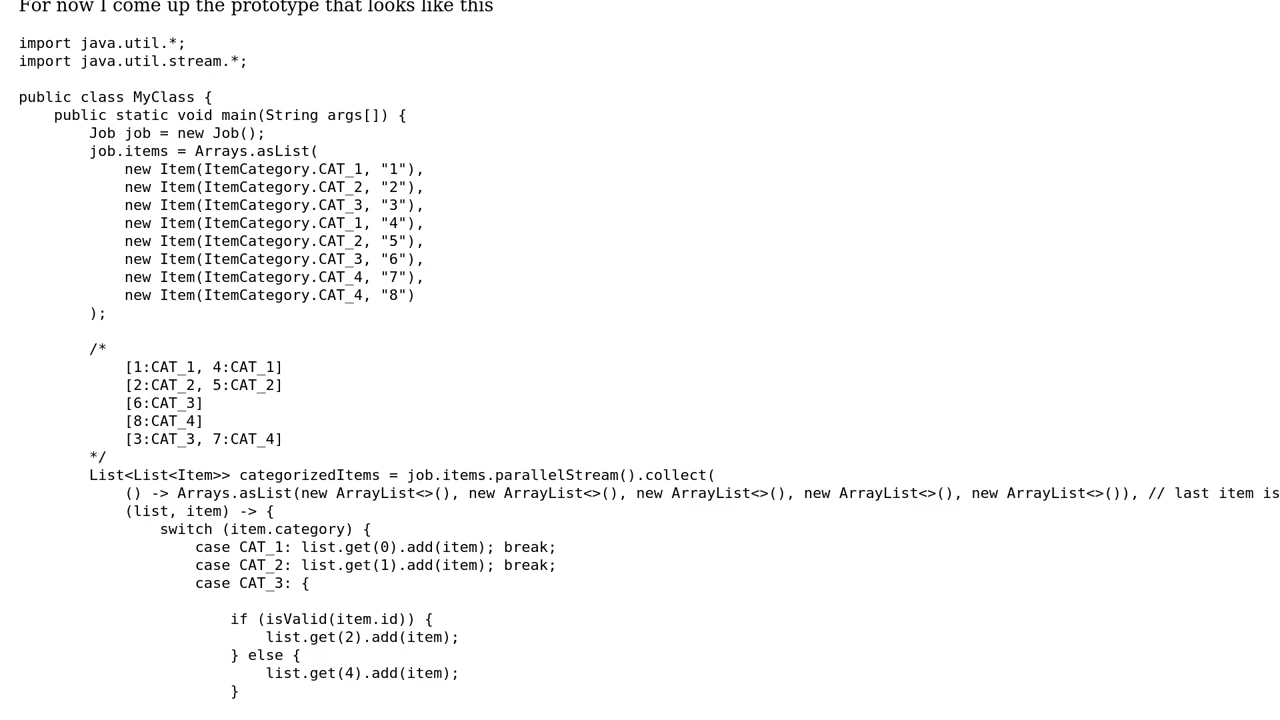 For now I come up the prototype that looks like this
import java.util.*;
import java.util.stream.*;
public class MyClass {
    public static void main(String args[]) {
        Job job = new Job();
        job.items = Arrays.asList(
            new Item(ItemCategory.CAT_1, "1"),
            new Item(ItemCategory.CAT_2, "2"),
            new Item(ItemCategory.CAT_3, "3"),
            new Item(ItemCategory.CAT_1, "4"),
            new Item(ItemCategory.CAT_2, "5"),
            new Item(ItemCategory.CAT_3, "6"),
            new Item(ItemCategory.CAT_4, "7"),
            new Item(ItemCategory.CAT_4, "8")
        );
        /*
            [1:CAT_1, 4:CAT_1]
            [2:CAT_2, 5:CAT_2]
            [6:CAT_3]
            [8:CAT_4]
            [3:CAT_3, 7:CAT_4]
        */
        List<List<Item>> categorizedItems = job.items.parallelStream().collect(
            () -> Arrays.asList(new ArrayList<>(), new ArrayList<>(), new ArrayList<>(), new ArrayList<>(), new ArrayList<>()), // last item is
            (list, item) -> {
                switch (item.category) {
                    case CAT_1: list.get(0).add(item); break;
                    case CAT_2: list.get(1).add(item); break;
                    case CAT_3: {
                        if (isValid(item.id)) {
                            list.get(2).add(item);
                        } else {
                            list.get(4).add(item);
                        }